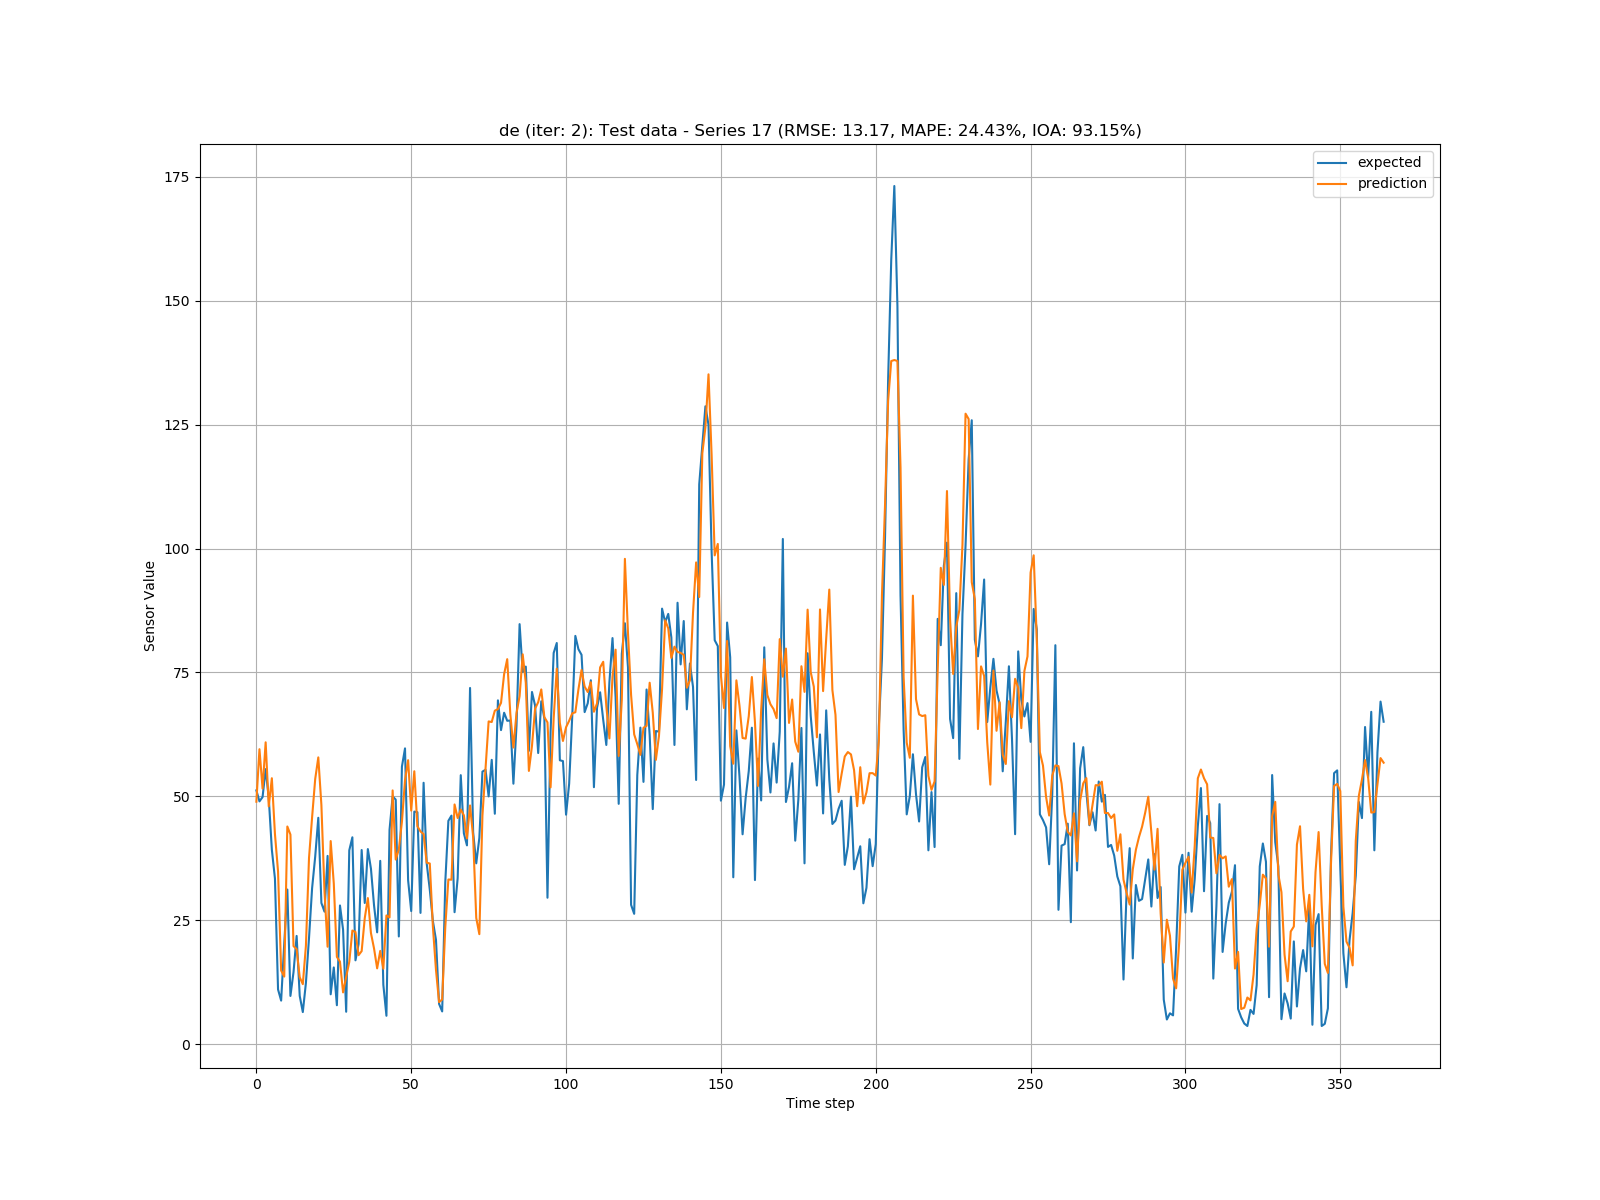 de (iter: 2): Test data - Series 17 (RMSE: 13.17, MAPE: 24.43%, IOA: 93.15%)
expected
prediction
175
150
125
100
75
50
25
0
Sensor Value
0 50 100 150 200 250 300 350
Time step